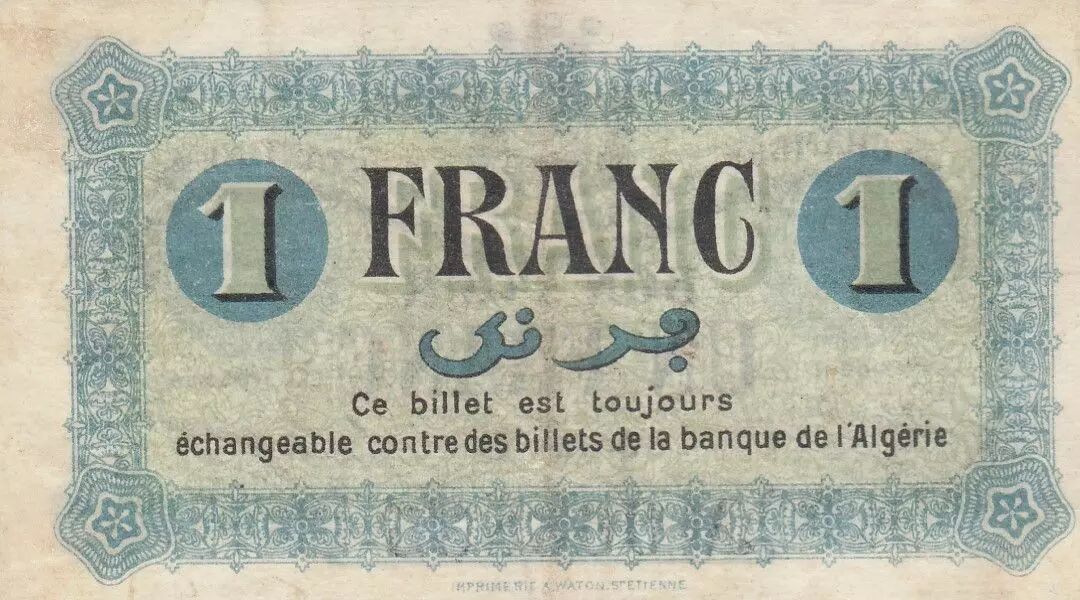 1 FRANC 1
ڢرنك
Ce billet est toujours
échangeable contre des billets de la banque de l'Algérie
IMPRIMERIE A.WATON.ST ETIENNE